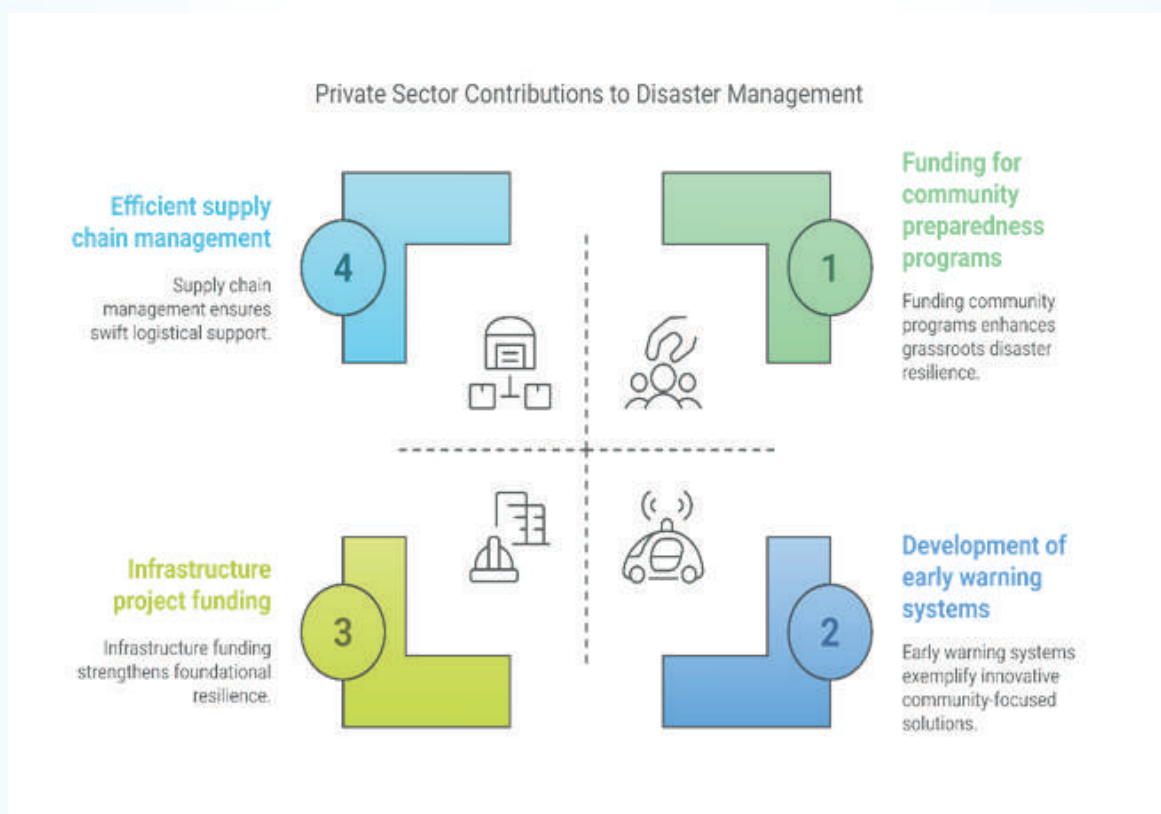 Private Sector Contributions to Disaster Management
Efficient supply
chain management
4
Supply chain
management ensures
swift logistical support.
Funding for
community
preparedness
programs
1
Funding community
programs enhances
grassroots disaster
resilience.
Infrastructure
project funding
3
Infrastructure funding
strengthens foundational
resilience.
Development of
early warning
systems
2
Early warning systems
exemplify innovative
community-focused
solutions.